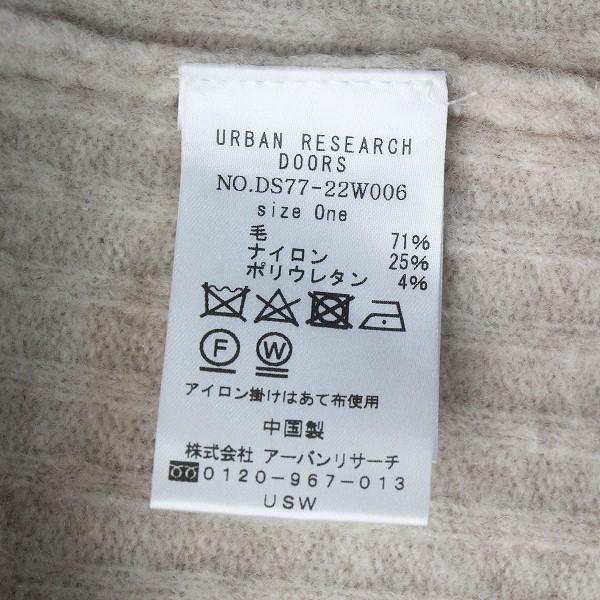 URBAN RESEARCH
DOORS
NO.DS77-22W006
size One
毛 71%
ナイロン 25%
ポリウレタン 4%
F W
アイロン掛けはあて布使用
中国製
株式会社 アーバンリサーチ
0120-967-013
USW